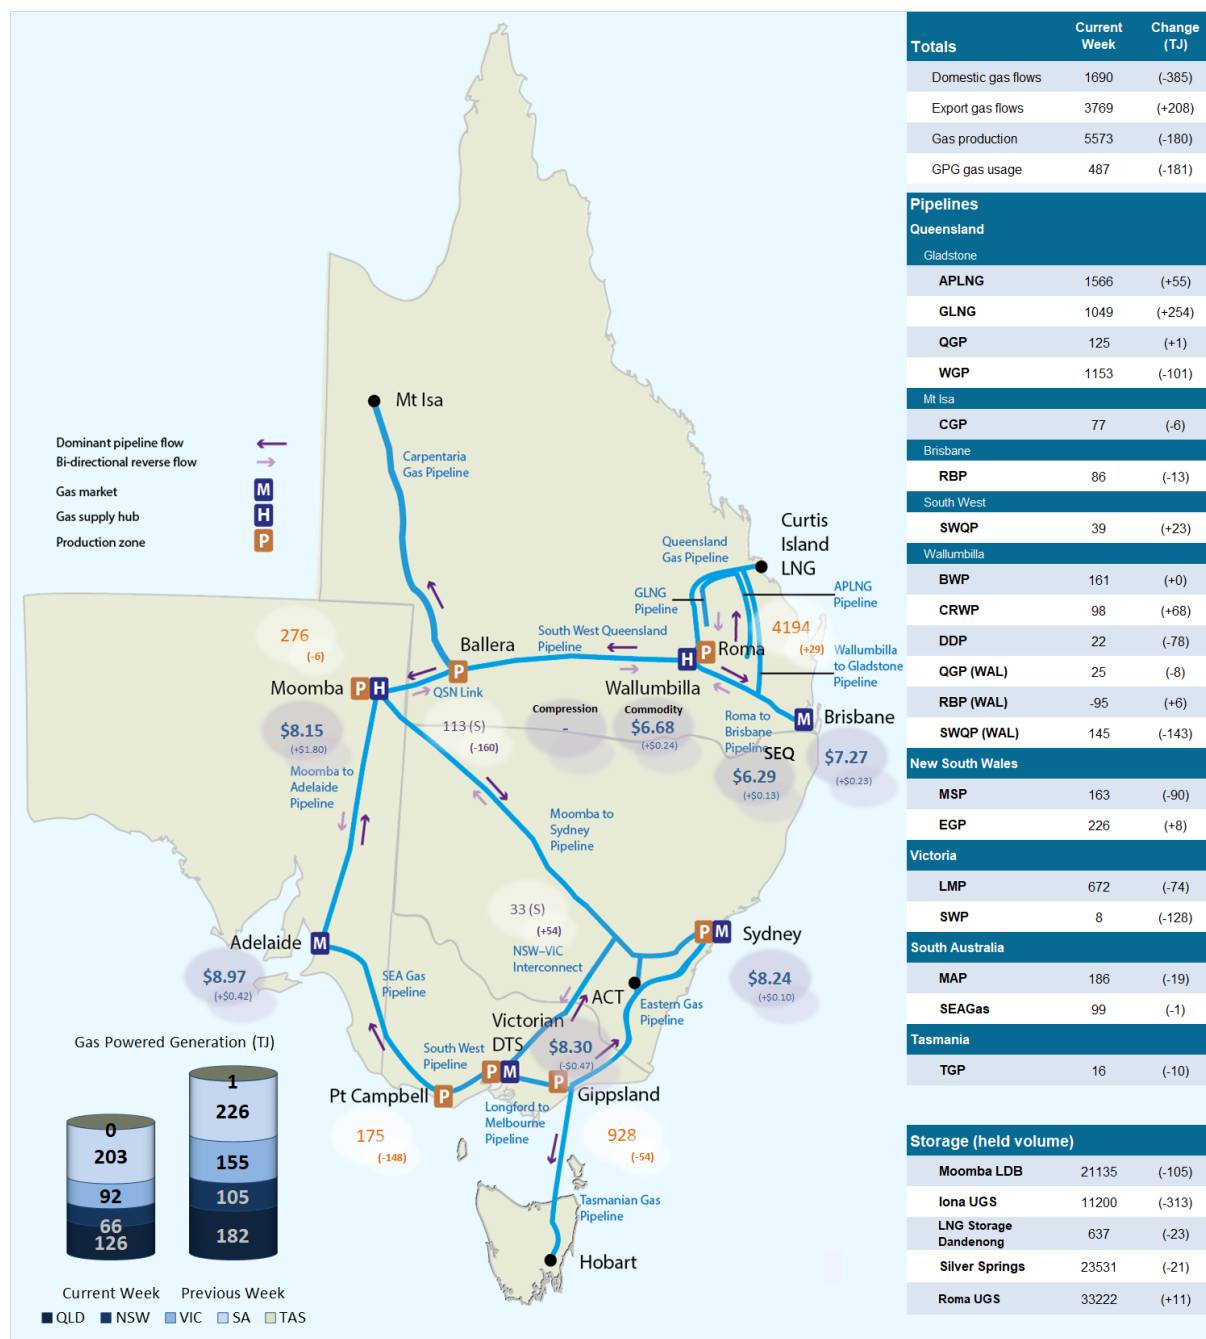 Mt Isa
Dominant pipeline flow
Bi-directional reverse flow
Gas market
M
Gas supply hub
H
Production zone
P
Carpentaria
Gas Pipeline
Curtis
Island
LNG
Queensland
Gas Pipeline
GLNG
Pipeline
APLNG
Pipeline
276
(-6)
Ballera
South West Queensland
Pipeline
4194
(+29)
H
P
Roma
Wallumbilla
to Gladstone
Pipeline
Moomba
P
H
P
QSN Link
Wallumbilla
$8.15
(+$1.80)
113 (S)
(-160)
Compression
-
Commodity
$6.68
(+$0.24)
Roma to
Brisbane
Pipeline
M
Brisbane
SEQ
$6.29
(+$0.13)
$7.27
(+$0.23)
Moomba to
Adelaide
Pipeline
Moomba to
Sydney
Pipeline
33 (S)
(+54)
NSW-VIC
Interconnect
Adelaide
M
P
M
Sydney
$8.97
(+$0.42)
SEA Gas
Pipeline
ACT
Eastern Gas
Pipeline
$8.24
(+$0.10)
Victorian
DTS
$8.30
(-$0.47)
South West
Pipeline
P
M
P
Gippsland
Pt Campbell
P
Longford to
Melbourne
Pipeline
175
(-148)
928
(-54)
Tasmanian Gas
Pipeline
Hobart
Gas Powered Generation (TJ)
0
203
92
66
126
1
226
155
105
182
Current Week
Previous Week
QLD NSW VIC SA TAS
Totals Current Week Change (TJ)
Domestic gas flows 1690 (-385)
Export gas flows 3769 (+208)
Gas production 5573 (-180)
GPG gas usage 487 (-181)
Pipelines
Queensland
Gladstone
APLNG 1566 (+55)
GLNG 1049 (+254)
QGP 125 (+1)
WGP 1153 (-101)
Mt Isa
CGP 77 (-6)
Brisbane
RBP 86 (-13)
South West
SWQP 39 (+23)
Wallumbilla
BWP 161 (+0)
CRWP 98 (+68)
DDP 22 (-78)
QGP (WAL) 25 (-8)
RBP (WAL) -95 (+6)
SWQP (WAL) 145 (-143)
New South Wales
MSP 163 (-90)
EGP 226 (+8)
Victoria
LMP 672 (-74)
SWP 8 (-128)
South Australia
MAP 186 (-19)
SEAGas 99 (-1)
Tasmania
TGP 16 (-10)
Storage (held volume)
Moomba LDB 21135 (-105)
Iona UGS 11200 (-313)
LNG Storage
Dandenong 637 (-23)
Silver Springs 23531 (-21)
Roma UGS 33222 (+11)